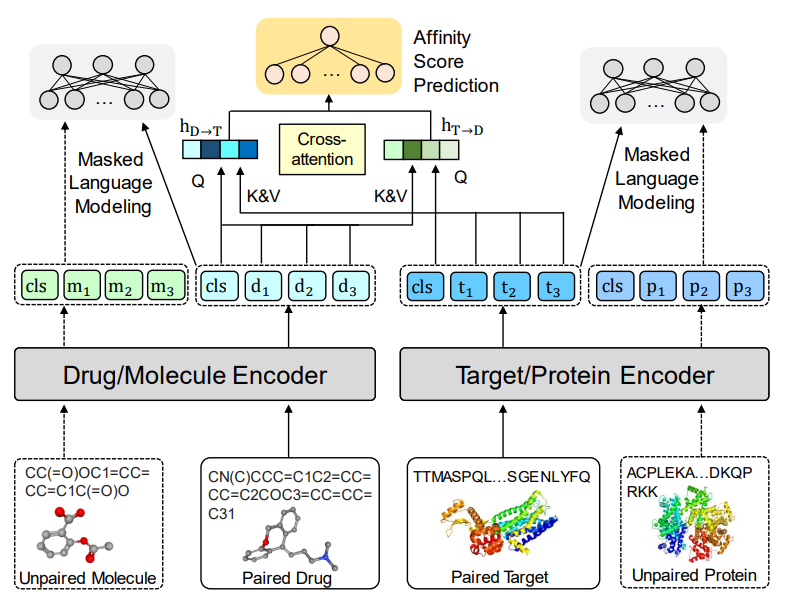 Affinity
Score
Prediction
...
...
...
h_{D→T}
Cross-
attention
h_{T→D}
Masked
Language
Modeling
Q
K&V
K&V
Q
Masked
Language
Modeling
cls m_1 m_2 m_3
cls d_1 d_2 d_3
cls t_1 t_2 t_3
cls p_1 p_2 p_3
Drug/Molecule Encoder
Target/Protein Encoder
CC(=O)OC1=CC=
CC=C1C(=O)O
Unpaired Molecule
CN(C)CCC=C1C2=CC=
CC=C2COC3=CC=CC=
C31
Paired Drug
TTMASPQL...SGENLYFQ
Paired Target
ACPLEKA...DKQP
RKK
Unpaired Protein